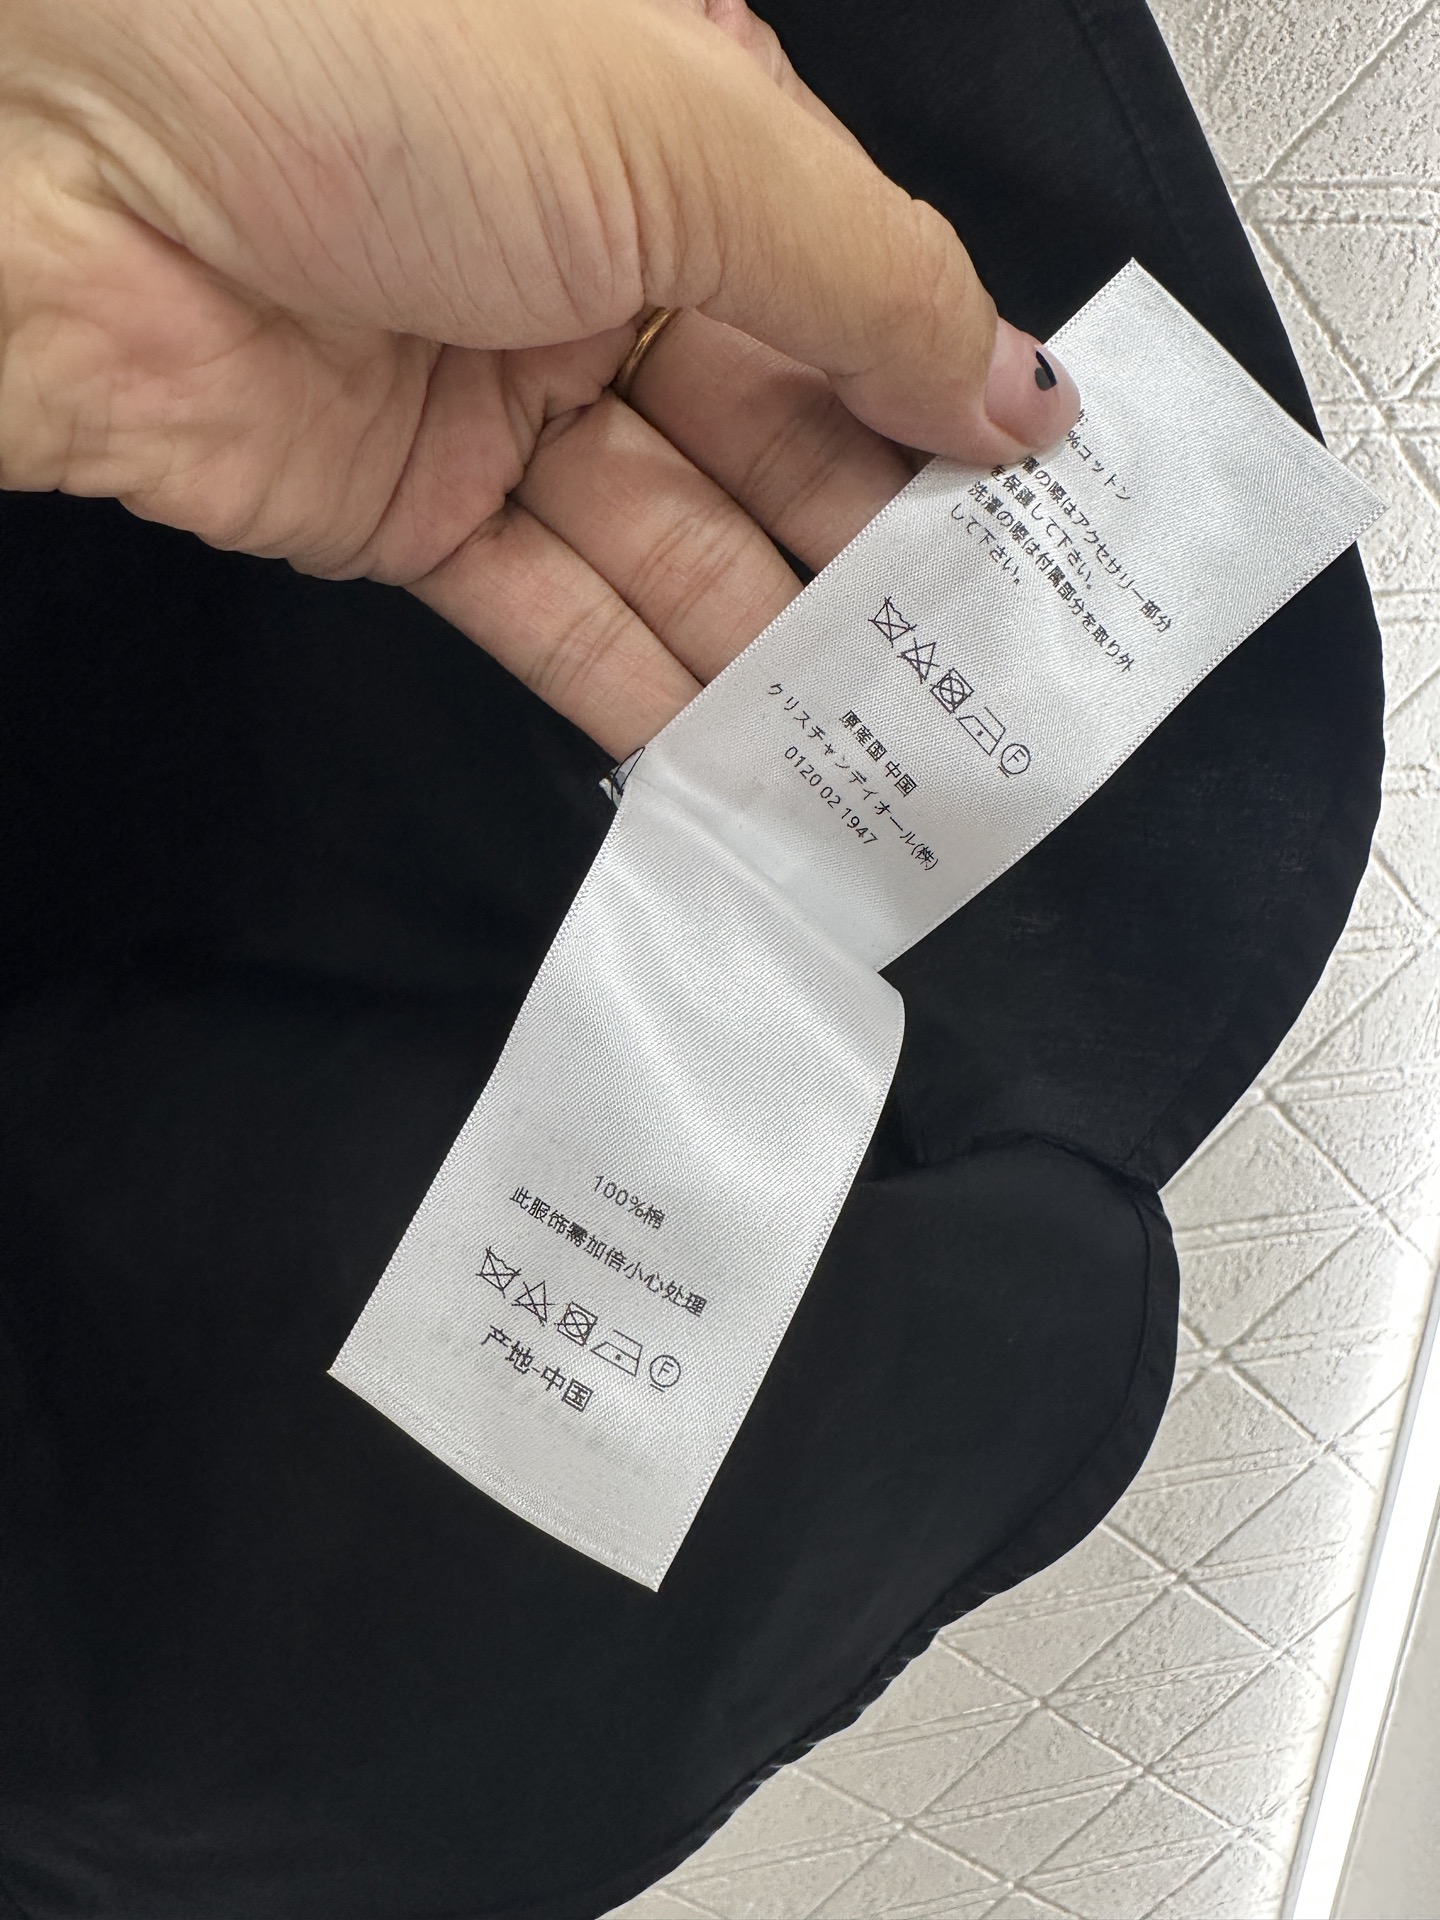 %コットン
濯の際はアクセサリー部分
を保護して下さい。
洗濯の際は付属部分を取り外
して下さい。
F
原産国 中国
クリスチャンディオール(株)
0120 02 1947
100%棉
此服饰需加倍小心处理
F
产地-中国